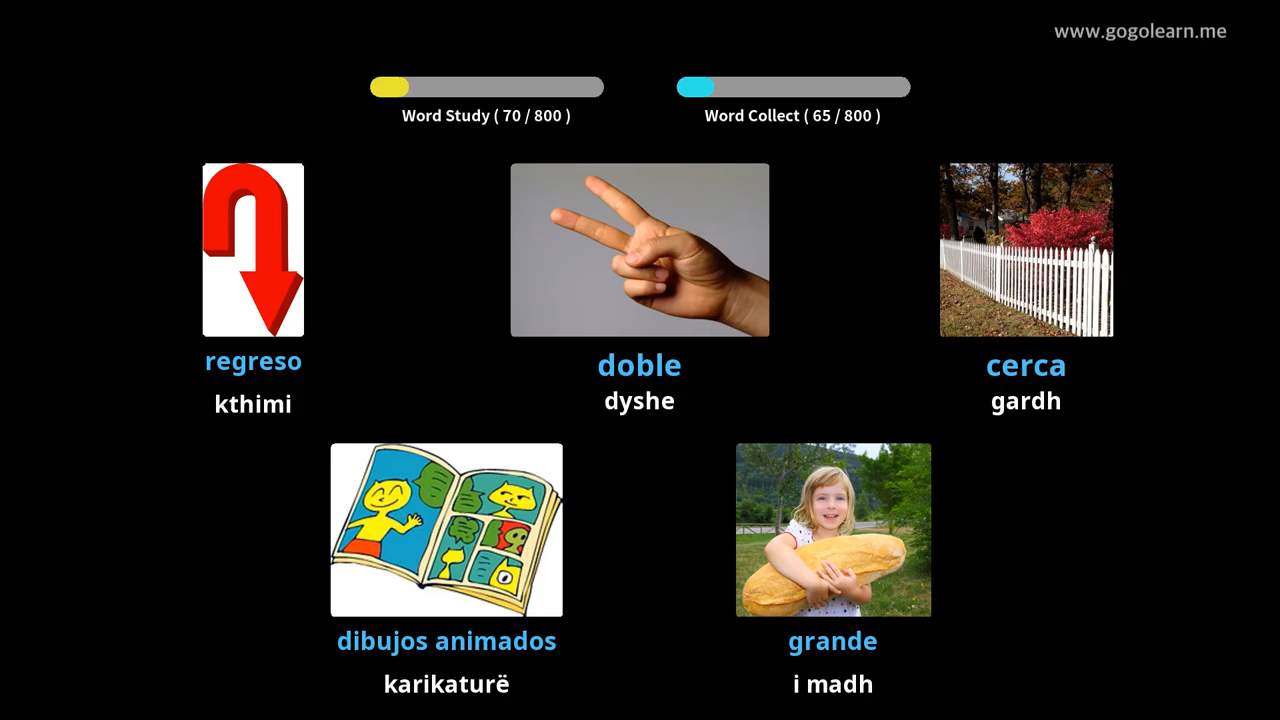 www.gogolearn.me
Word Study ( 70 / 800 )
Word Collect ( 65 / 800 )
regreso
kthimi
doble
dyshe
cerca
gardh
dibujos animados
karikaturë
grande
i madh